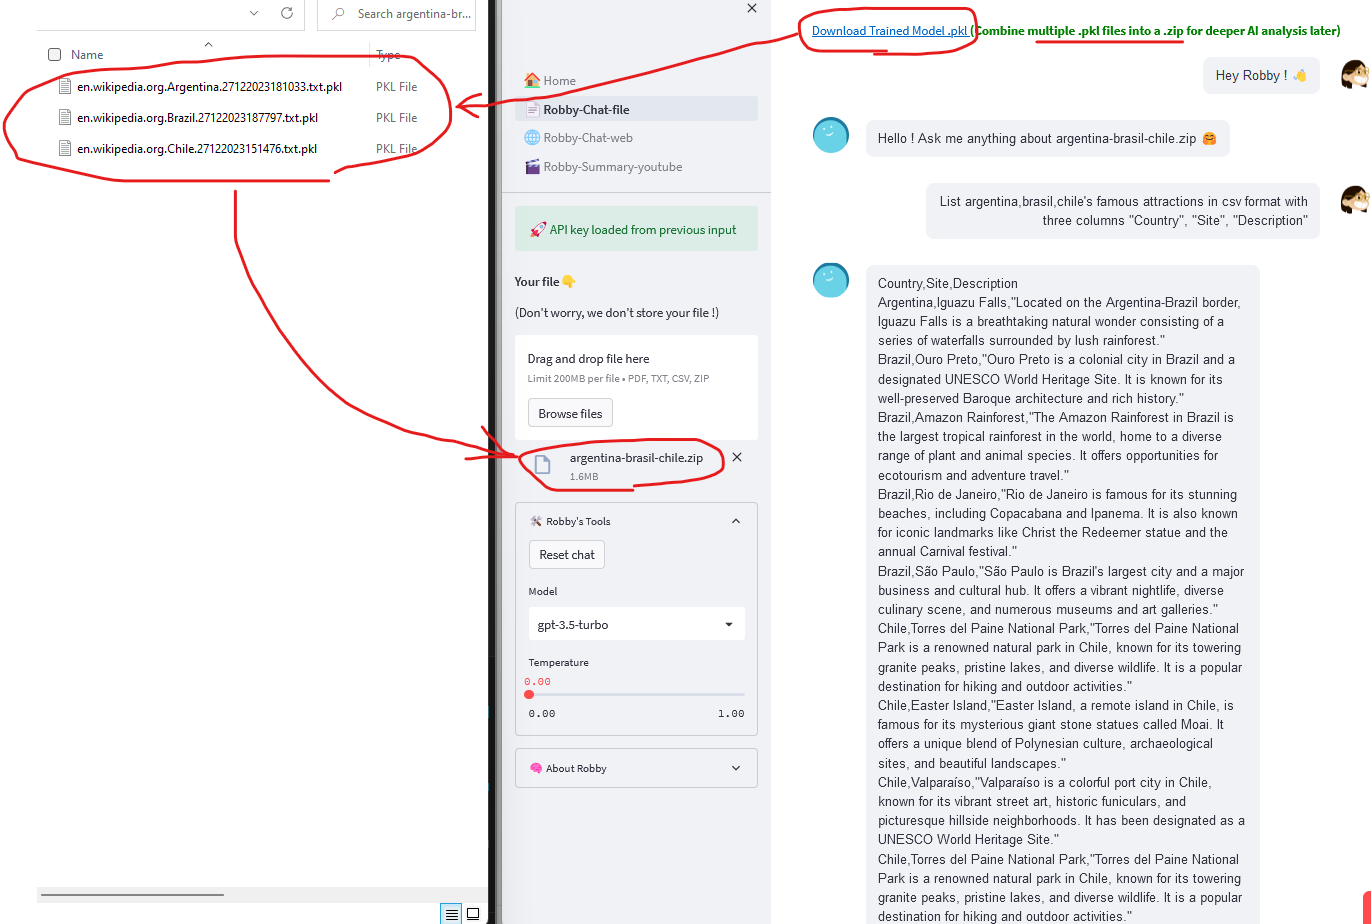 Search argentina-br...
Name
Type
en.wikipedia.org.Argentina.27122023181033.txt.pkl PKL File
en.wikipedia.org.Brazil.27122023187797.txt.pkl PKL File
en.wikipedia.org.Chile.27122023151476.txt.pkl PKL File
Home
Robby-Chat-file
Robby-Chat-web
Robby-Summary-youtube
API key loaded from previous input
Your file
(Don't worry, we don't store your file !)
Drag and drop file here
Limit 200MB per file • PDF, TXT, CSV, ZIP
Browse files
argentina-brasil-chile.zip
1.6MB
Robby's Tools
Reset chat
Model
gpt-3.5-turbo
Temperature
0.00
0.00 1.00
About Robby
Download Trained Model .pkl (Combine multiple .pkl files into a .zip for deeper AI analysis later)
Hey Robby !
Hello ! Ask me anything about argentina-brasil-chile.zip
List argentina,brasil,chile's famous attractions in csv format with
three columns "Country", "Site", "Description"
Country,Site,Description
Argentina,Iguazu Falls,"Located on the Argentina-Brazil border,
Iguazu Falls is a breathtaking natural wonder consisting of a
series of waterfalls surrounded by lush rainforest."
Brazil,Ouro Preto,"Ouro Preto is a colonial city in Brazil and a
designated UNESCO World Heritage Site. It is known for its
well-preserved Baroque architecture and rich history."
Brazil,Amazon Rainforest,"The Amazon Rainforest in Brazil is
the largest tropical rainforest in the world, home to a diverse
range of plant and animal species. It offers opportunities for
ecotourism and adventure travel."
Brazil,Rio de Janeiro,"Rio de Janeiro is famous for its stunning
beaches, including Copacabana and Ipanema. It is also known
for iconic landmarks like Christ the Redeemer statue and the
annual Carnival festival."
Brazil,São Paulo,"São Paulo is Brazil's largest city and a major
business and cultural hub. It offers a vibrant nightlife, diverse
culinary scene, and numerous museums and art galleries."
Chile,Torres del Paine National Park,"Torres del Paine National
Park is a renowned natural park in Chile, known for its towering
granite peaks, pristine lakes, and diverse wildlife. It is a popular
destination for hiking and outdoor activities."
Chile,Easter Island,"Easter Island, a remote island in Chile, is
famous for its mysterious giant stone statues called Moai. It
offers a unique blend of Polynesian culture, archaeological
sites, and beautiful landscapes."
Chile,Valparaíso,"Valparaíso is a colorful port city in Chile,
known for its vibrant street art, historic funiculars, and
picturesque hillside neighborhoods. It has been designated as a
UNESCO World Heritage Site."
Chile,Torres del Paine National Park,"Torres del Paine National
Park is a renowned natural park in Chile, known for its towering
granite peaks, pristine lakes, and diverse wildlife. It is a popular
destination for hiking and outdoor activities."